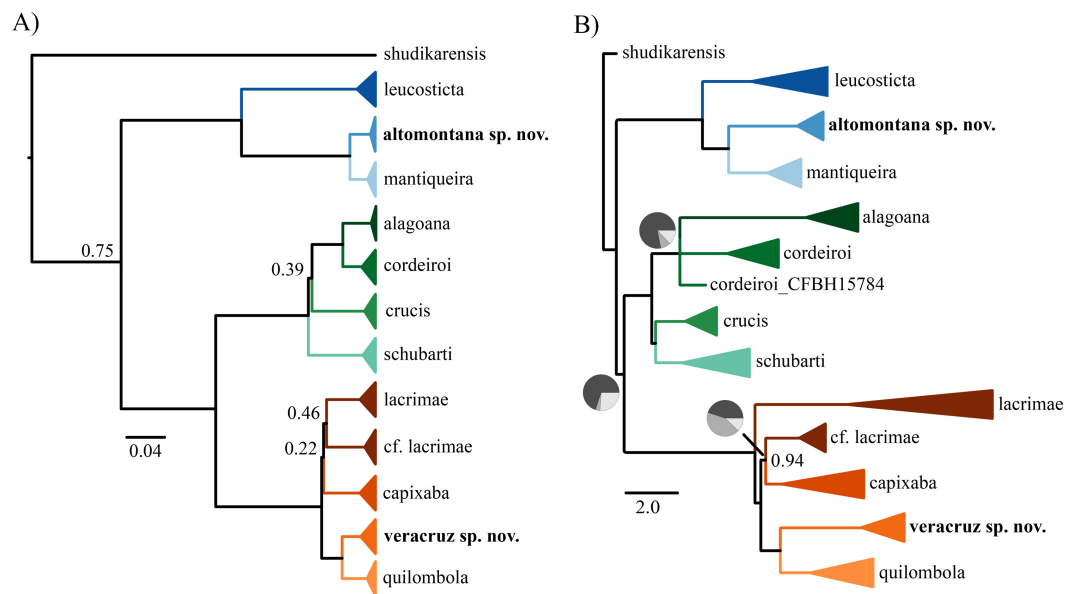 A)
shudikarensis
leucosticta
altomontana sp. nov.
mantiqueira
alagoana
cordeiroi
crucis
schubarti
lacrimae
cf. lacrimae
capixaba
veracruz sp. nov.
quilombola
0.75
0.39
0.46
0.22
0.04
B)
shudikarensis
leucosticta
altomontana sp. nov.
mantiqueira
alagoana
cordeiroi
cordeiroi_CFBH15784
crucis
schubarti
lacrimae
cf. lacrimae
0.94
capixaba
veracruz sp. nov.
quilombola
2.0